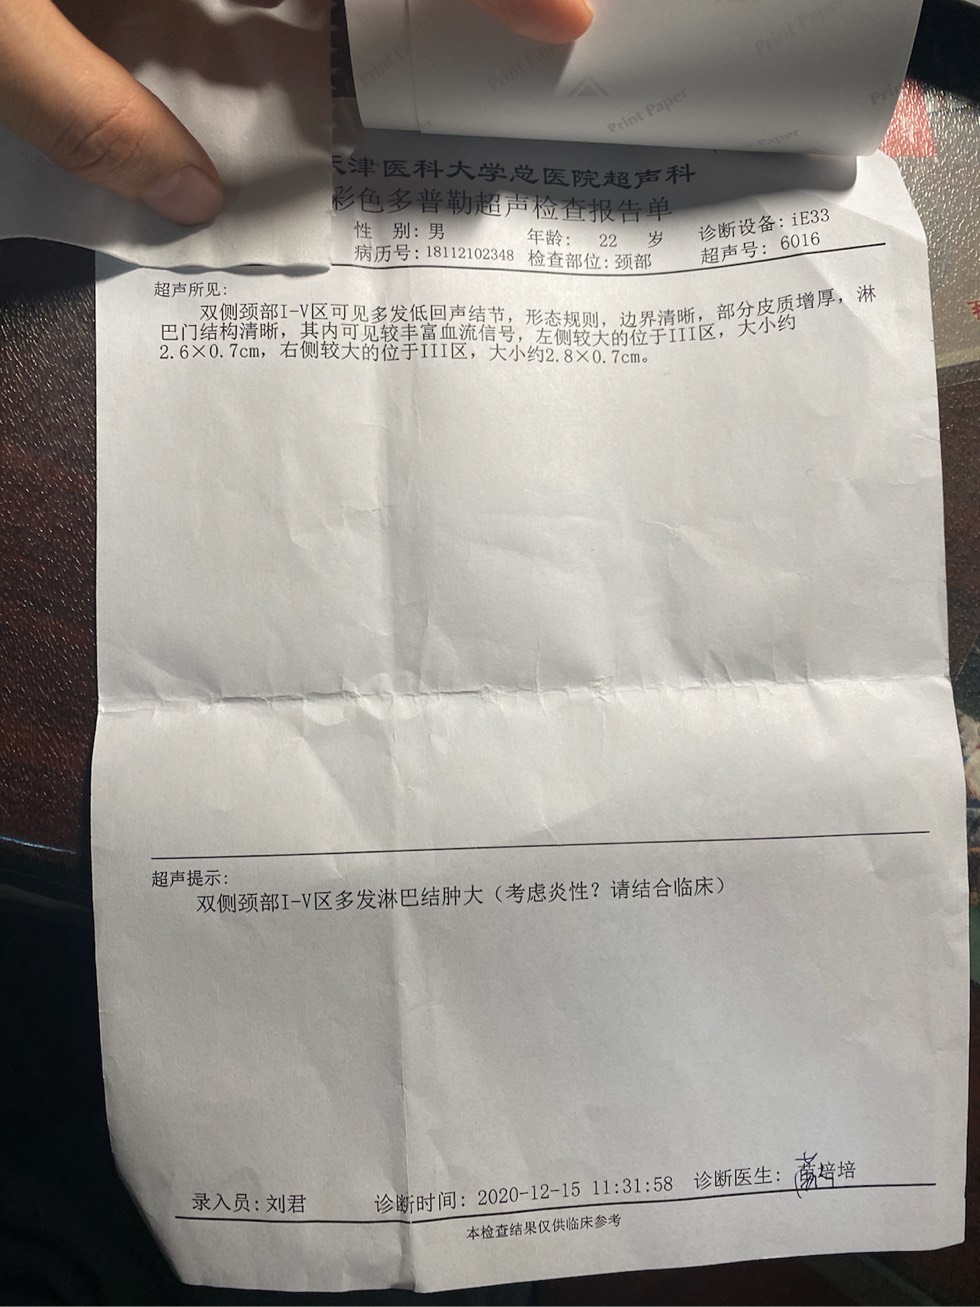 Print Paper
Print Paper
Print Paper
Print Paper
天津医科大学总医院超声科
彩色多普勒超声检查报告单
性 别: 男 年龄: 22 岁 诊断设备: iE33
病历号: 18112102348 检查部位: 颈部 超声号: 6016
超声所见:
双侧颈部I-V区可见多发低回声结节，形态规则，边界清晰，部分皮质增厚，淋
巴门结构清晰，其内可见较丰富血流信号，左侧较大的位于III区，大小约
2.6×0.7cm，右侧较大的位于III区，大小约2.8×0.7cm。
超声提示:
双侧颈部I-V区多发淋巴结肿大（考虑炎性？请结合临床）
录入员: 刘君 诊断时间: 2020-12-15 11:31:58 诊断医生: 培培
本检查结果仅供临床参考